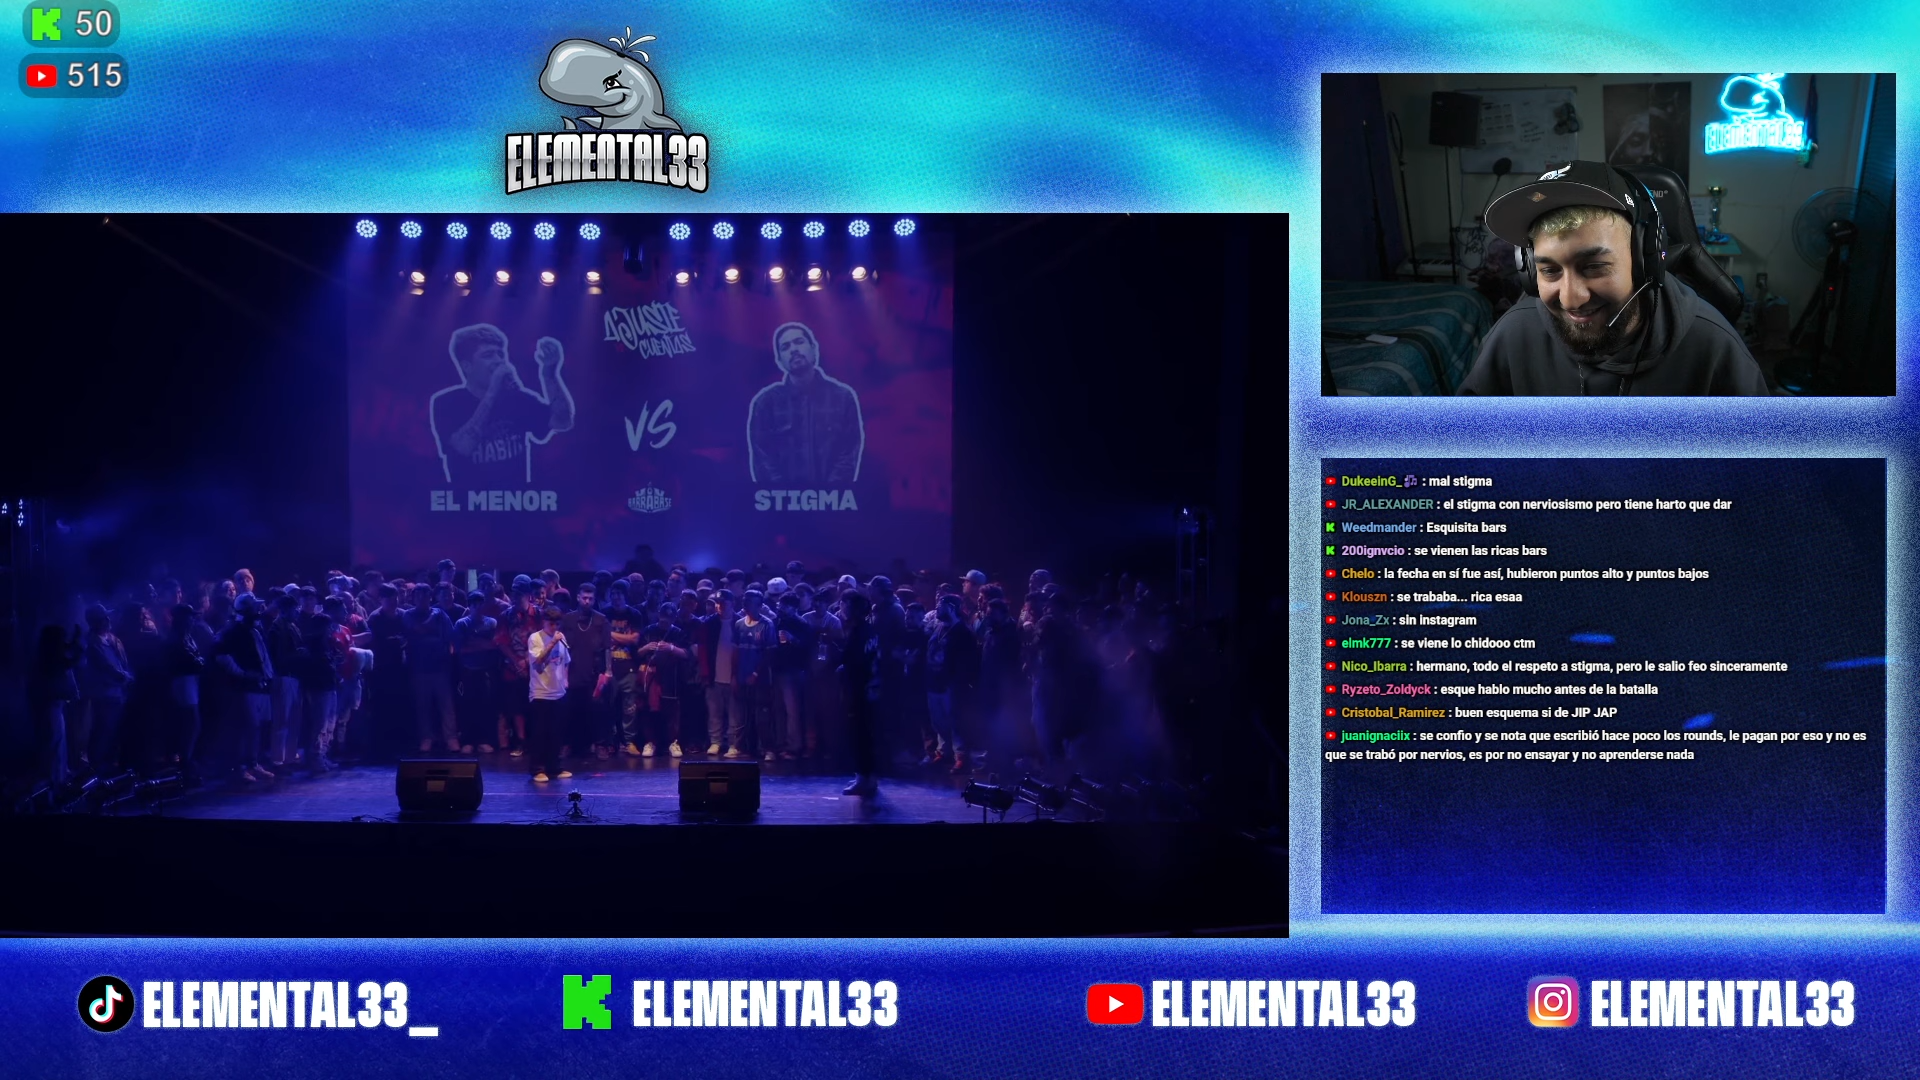 50
515
ELEMENTAL33
ELEMENTAL33
AJUSTE
CUENTAS
VS
HABIT
EL MENOR
STIGMA
DukeeinG_ : mal stigma
JR_ALEXANDER : el stigma con nerviosismo pero tiene harto que dar
Weedmander : Esquisita bars
200ignvcio : se vienen las ricas bars
Chelo : la fecha en sí fue así, hubieron puntos alto y puntos bajos
Klouszn : se trababa... rica esaa
Jona_Zx : sin instagram
elmk777 : se viene lo chidooo ctm
Nico_Ibarra : hermano, todo el respeto a stigma, pero le salio feo sinceramente
Ryzeto_Zoldyck : esque hablo mucho antes de la batalla
Cristobal_Ramirez : buen esquema si de JIP JAP
juanignaciix : se confio y se nota que escribió hace poco los rounds, le pagan por eso y no es
que se trabó por nervios, es por no ensayar y no aprenderse nada
ELEMENTAL33_
ELEMENTAL33
ELEMENTAL33
ELEMENTAL33